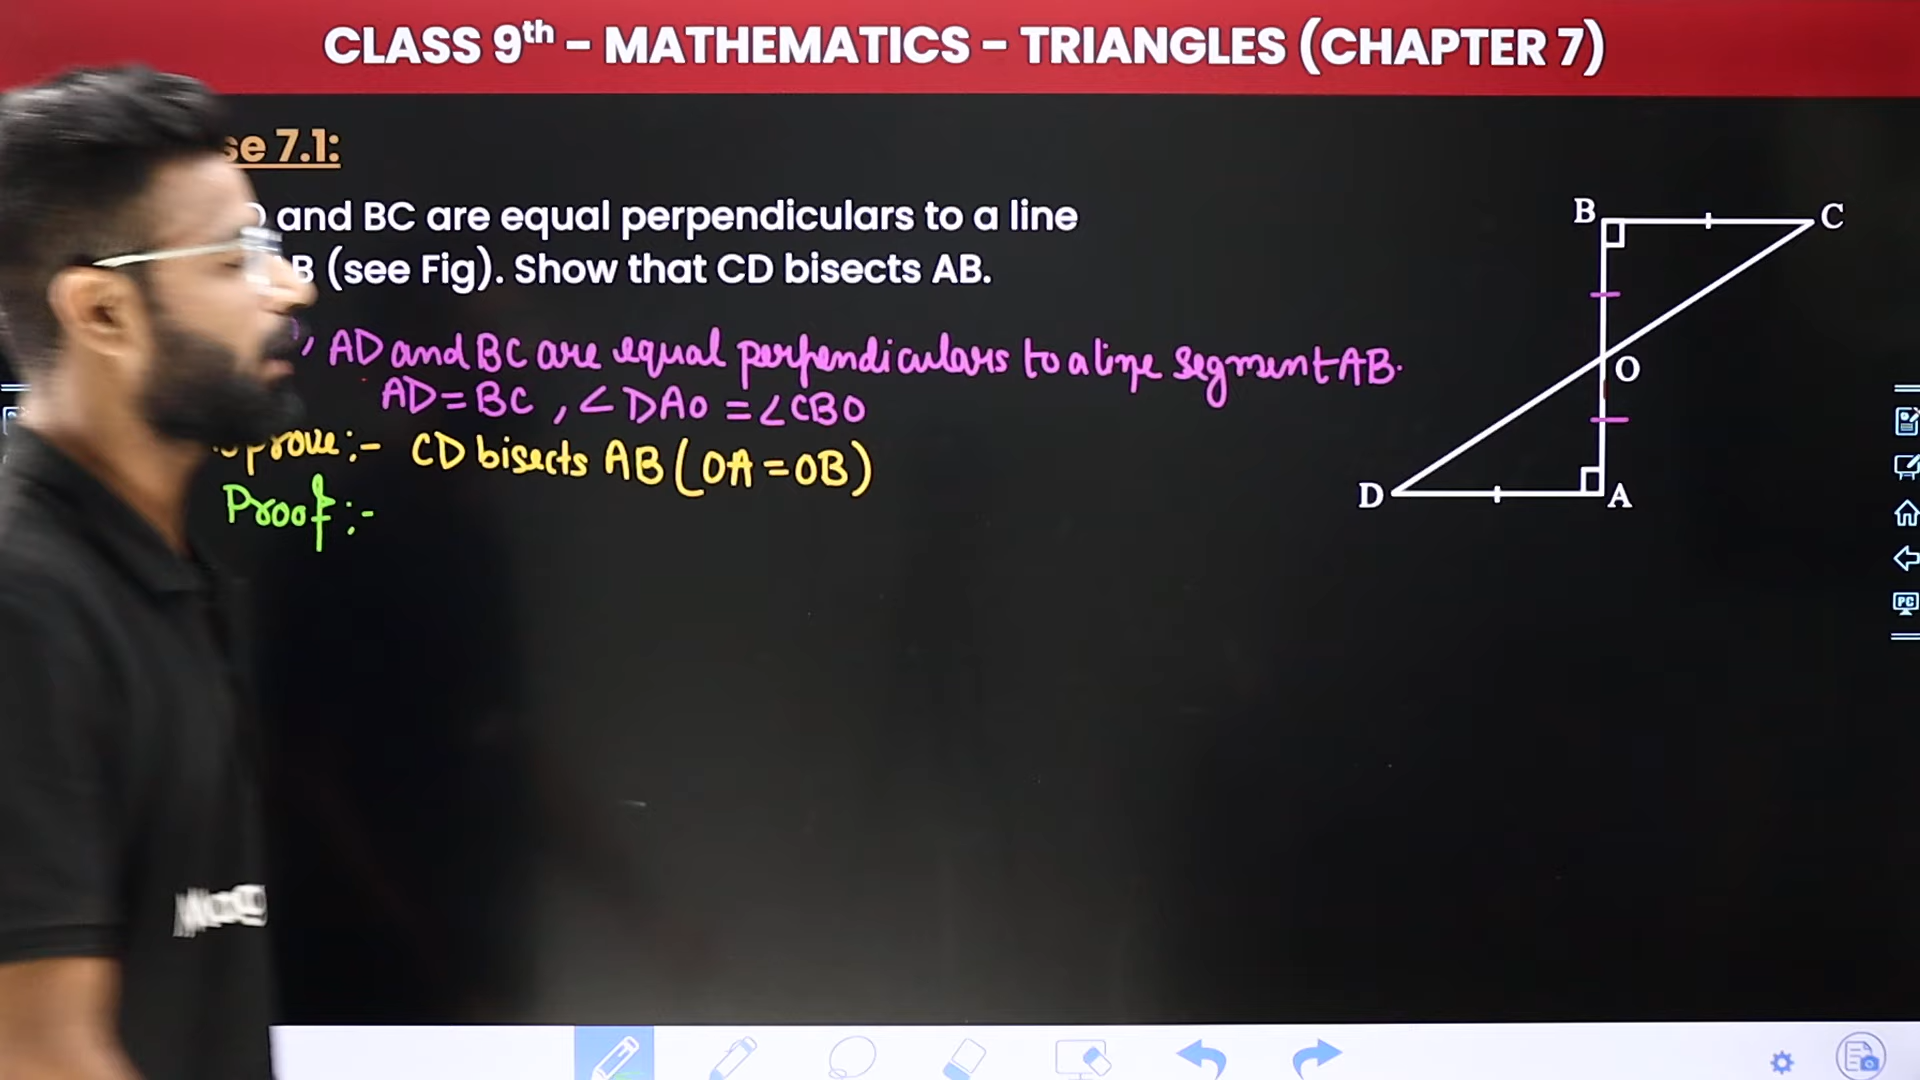 CLASS 9th - MATHEMATICS - TRIANGLES (CHAPTER 7)
se 7.1:
and BC are equal perpendiculars to a line
B (see Fig). Show that CD bisects AB.
, AD and BC are equal perpendiculars to a line segment AB.
AD = BC, ∠DAO = ∠CBO
prove:- CD bisects AB (OA = OB)
Proof:-
B
C
O
D
A
PC